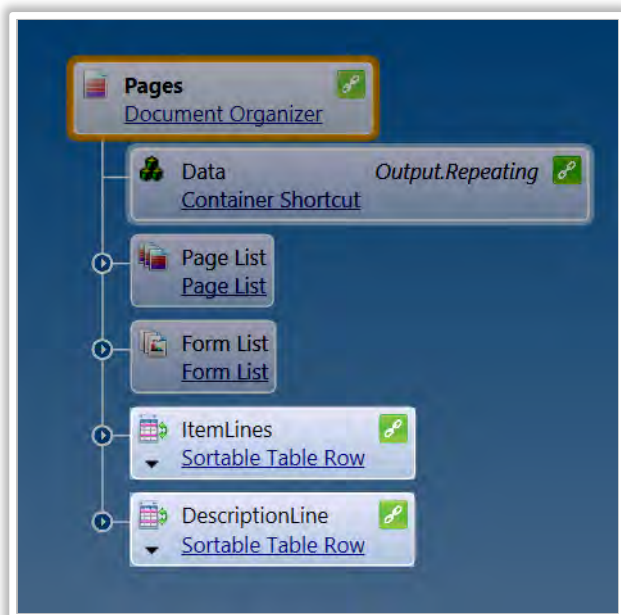 Pages
Document Organizer
Data Output.Repeating
Container Shortcut
Page List
Page List
Form List
Form List
ItemLines
Sortable Table Row
DescriptionLine
Sortable Table Row